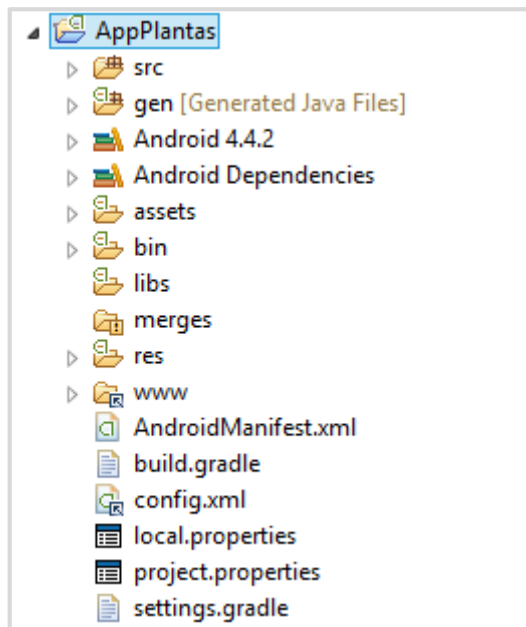 AppPlantas
src
gen [Generated Java Files]
Android 4.4.2
Android Dependencies
assets
bin
libs
merges
res
www
AndroidManifest.xml
build.gradle
config.xml
local.properties
project.properties
settings.gradle